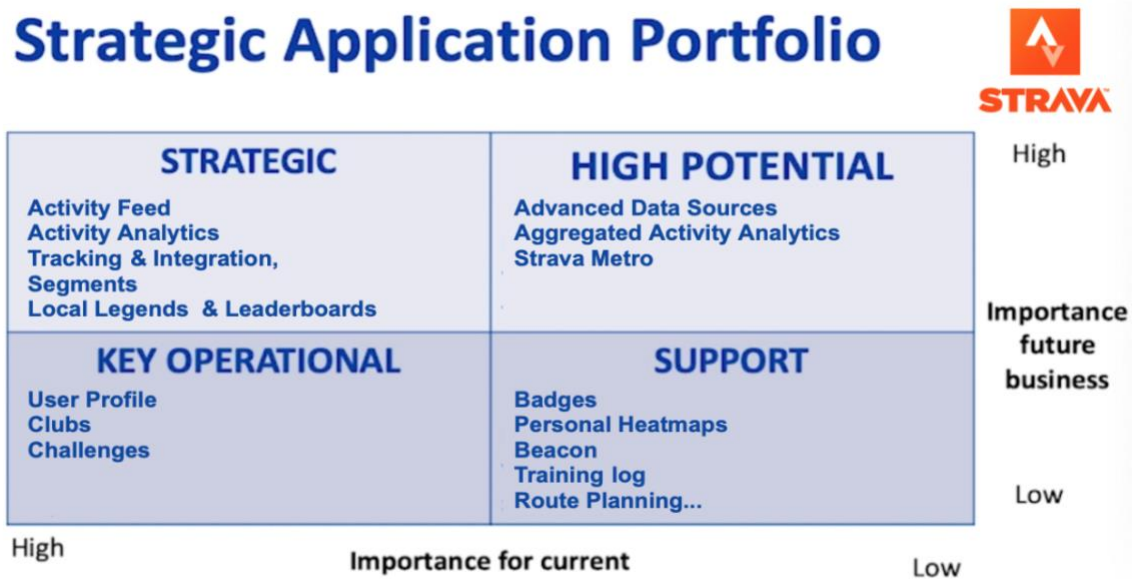 Strategic Application Portfolio
STRAVA
STRATEGIC
Activity Feed
Activity Analytics
Tracking & Integration,
Segments
Local Legends & Leaderboards
HIGH POTENTIAL
Advanced Data Sources
Aggregated Activity Analytics
Strava Metro
High
Importance
future
business
Low
KEY OPERATIONAL
User Profile
Clubs
Challenges
SUPPORT
Badges
Personal Heatmaps
Beacon
Training log
Route Planning...
High
Importance for current
Low